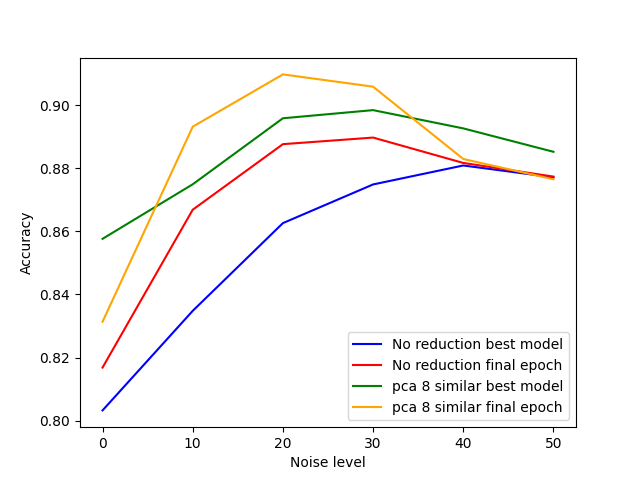 0.90
0.88
0.86
0.84
0.82
0.80
Accuracy
0 10 20 30 40 50
Noise level
No reduction best model
No reduction final epoch
pca 8 similar best model
pca 8 similar final epoch